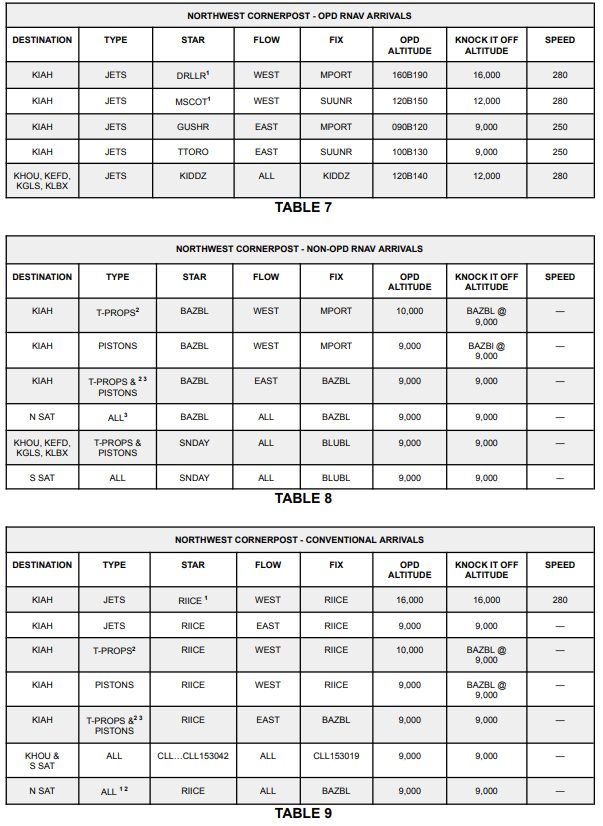 NORTHWEST CORNERPOST - OPD RNAV ARRIVALS
DESTINATION TYPE STAR FLOW FIX OPD ALTITUDE KNOCK IT OFF ALTITUDE SPEED
KIAH JETS DRLLR¹ WEST MPORT 160B190 16,000 280
KIAH JETS MSCOT¹ WEST SUUNR 120B150 12,000 280
KIAH JETS GUSHR EAST MPORT 090B120 9,000 250
KIAH JETS TTORO EAST SUUNR 100B130 9,000 250
KHOU, KEFD, KGLS, KLBX JETS KIDDZ ALL KIDDZ 120B140 12,000 280
TABLE 7
NORTHWEST CORNERPOST - NON-OPD RNAV ARRIVALS
DESTINATION TYPE STAR FLOW FIX OPD ALTITUDE KNOCK IT OFF ALTITUDE SPEED
KIAH T-PROPS² BAZBL WEST MPORT 10,000 BAZBL @ 9,000 —
KIAH PISTONS BAZBL WEST MPORT 9,000 BAZBI @ 9,000 —
KIAH T-PROPS & ² ³ PISTONS BAZBL EAST BAZBL 9,000 9,000 —
N SAT ALL³ BAZBL ALL BAZBL 9,000 9,000 —
KHOU, KEFD, KGLS, KLBX T-PROPS & PISTONS SNDAY ALL BLUBL 9,000 9,000 —
S SAT ALL SNDAY ALL BLUBL 9,000 9,000 —
TABLE 8
NORTHWEST CORNERPOST - CONVENTIONAL ARRIVALS
DESTINATION TYPE STAR FLOW FIX OPD ALTITUDE KNOCK IT OFF ALTITUDE SPEED
KIAH JETS RIICE ¹ WEST RIICE 16,000 16,000 280
KIAH JETS RIICE EAST RIICE 9,000 9,000 —
KIAH T-PROPS² RIICE WEST RIICE 10,000 BAZBL @ 9,000 —
KIAH PISTONS RIICE WEST RIICE 9,000 BAZBL @ 9,000 —
KIAH T-PROPS &² ³ PISTONS RIICE EAST BAZBL 9,000 9,000 —
KHOU & S SAT ALL CLL...CLL153042 ALL CLL153019 9,000 9,000 —
N SAT ALL ¹ ² RIICE ALL BAZBL 9,000 9,000 —
TABLE 9